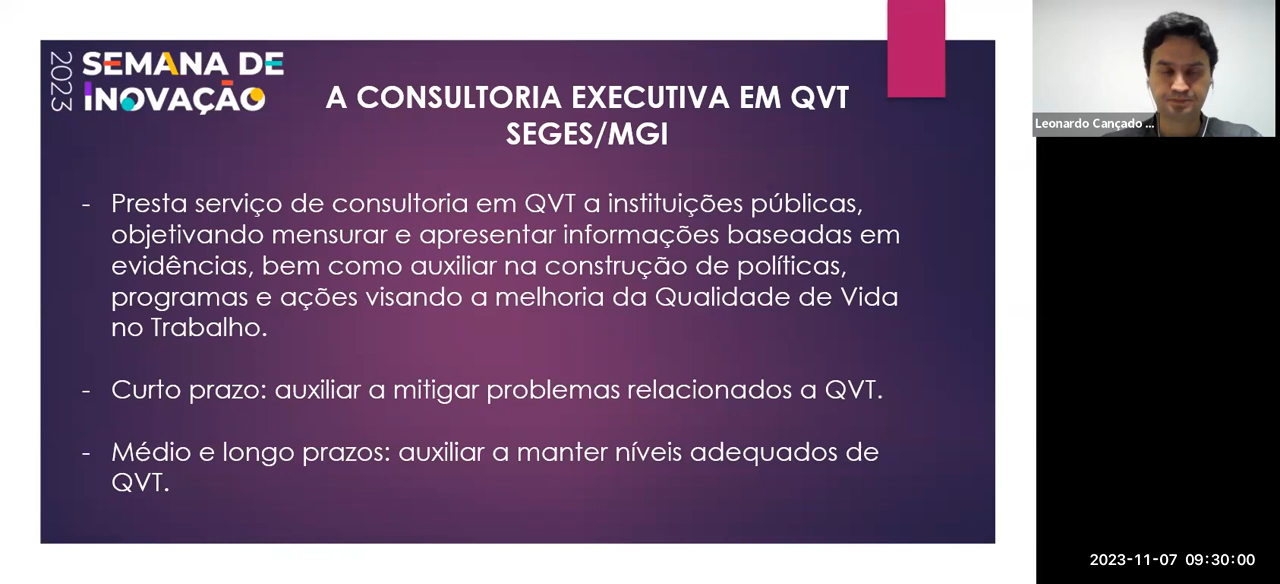 2023
SEMANA DE
INOVAÇÃO
A CONSULTORIA EXECUTIVA EM QVT
SEGES/MGI
- Presta serviço de consultoria em QVT a instituições públicas,
objetivando mensurar e apresentar informações baseadas em
evidências, bem como auxiliar na construção de políticas,
programas e ações visando a melhoria da Qualidade de Vida
no Trabalho.
- Curto prazo: auxiliar a mitigar problemas relacionados a QVT.
- Médio e longo prazos: auxiliar a manter níveis adequados de
QVT.
Leonardo Cançado ...
2023-11-07 09:30:00